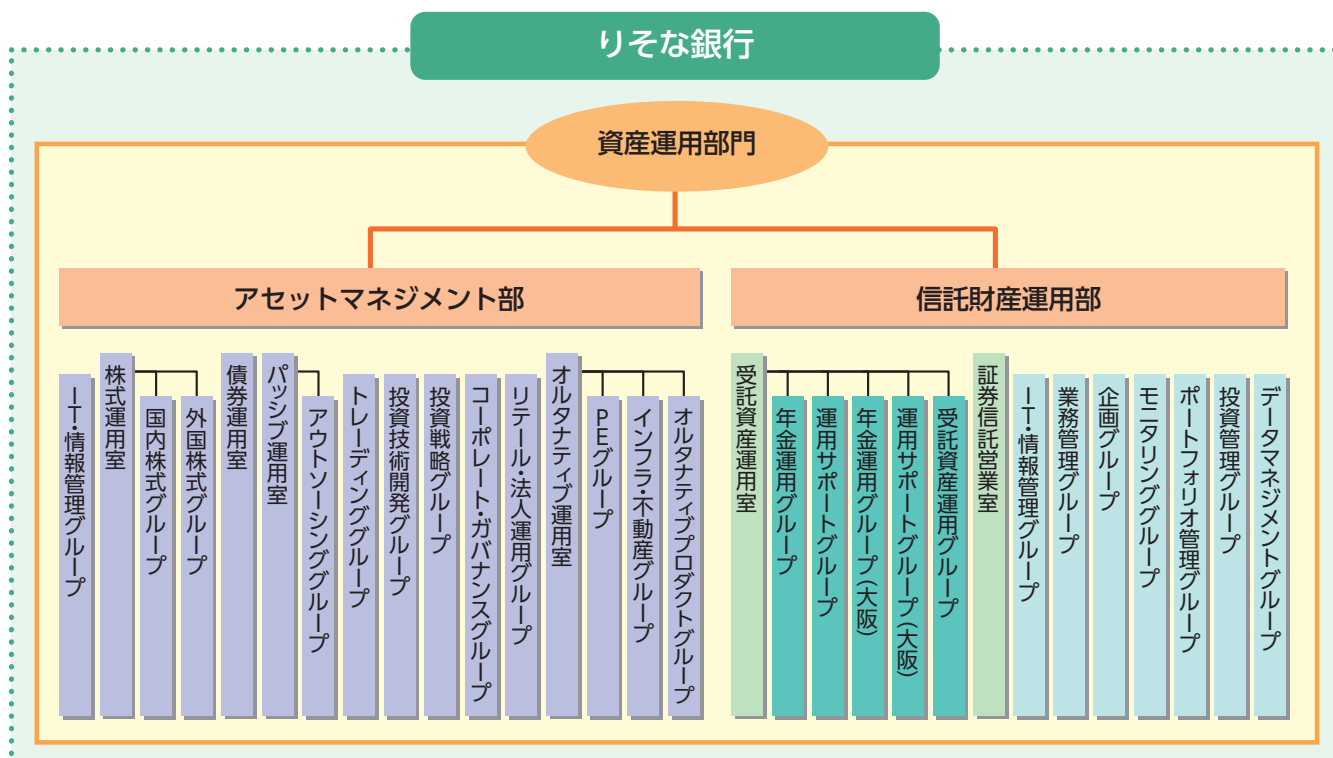 りそな銀行
資産運用部門
アセットマネジメント部
信託財産運用部
IT・情報管理グループ
株式運用室
国内株式グループ
外国株式グループ
債券運用室
パッシブ運用室
アウトソーシンググループ
トレーディンググループ
投資技術開発グループ
投資戦略グループ
コーポレート・ガバナンスグループ
リテール・法人運用グループ
オルタナティブ運用室
PEグループ
インフラ・不動産グループ
オルタナティブプロダクトグループ
受託資産運用室
年金運用グループ
運用サポートグループ
年金運用グループ(大阪)
運用サポートグループ(大阪)
受託資産運用グループ
証券信託営業室
IT・情報管理グループ
業務管理グループ
企画グループ
モニタリンググループ
ポートフォリオ管理グループ
投資管理グループ
データマネジメントグループ